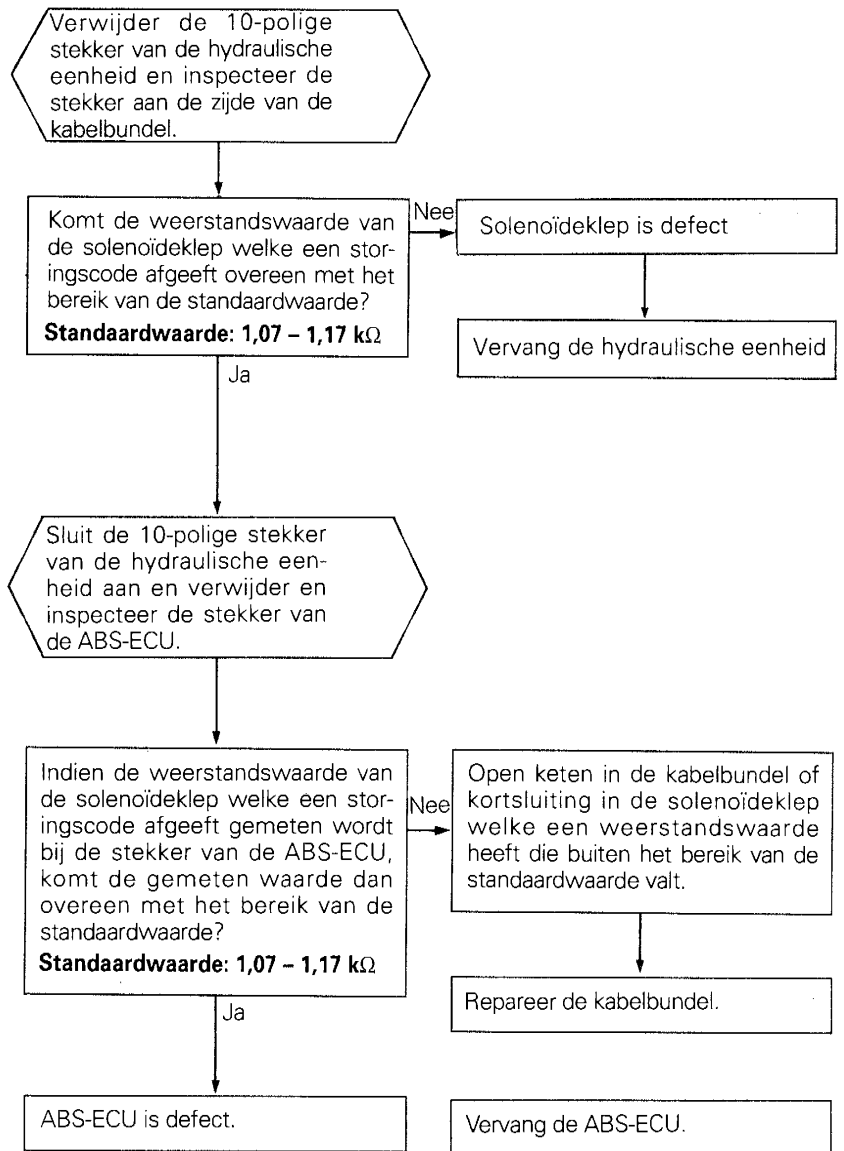 Verwijder de 10-polige
stekker van de hydraulische
eenheid en inspecteer de
stekker aan de zijde van de
kabelbundel.
Komt de weerstandswaarde van
de solenoïdeklep welke een stor-
ingscode afgeeft overeen met het
bereik van de standaardwaarde?
Standaardwaarde: 1,07 – 1,17 kΩ
Nee
Solenoïdeklep is defect
Vervang de hydraulische eenheid
Ja
Sluit de 10-polige stekker
van de hydraulische een-
heid aan en verwijder en
inspecteer de stekker van
de ABS-ECU.
Indien de weerstandswaarde van
de solenoïdeklep welke een stor-
ingscode afgeeft gemeten wordt
bij de stekker van de ABS-ECU,
komt de gemeten waarde dan
overeen met het bereik van de
standaardwaarde?
Standaardwaarde: 1,07 – 1,17 kΩ
Nee
Open keten in de kabelbundel of
kortsluiting in de solenoïdeklep
welke een weerstandswaarde
heeft die buiten het bereik van de
standaardwaarde valt.
Repareer de kabelbundel.
Ja
ABS-ECU is defect.
Vervang de ABS-ECU.